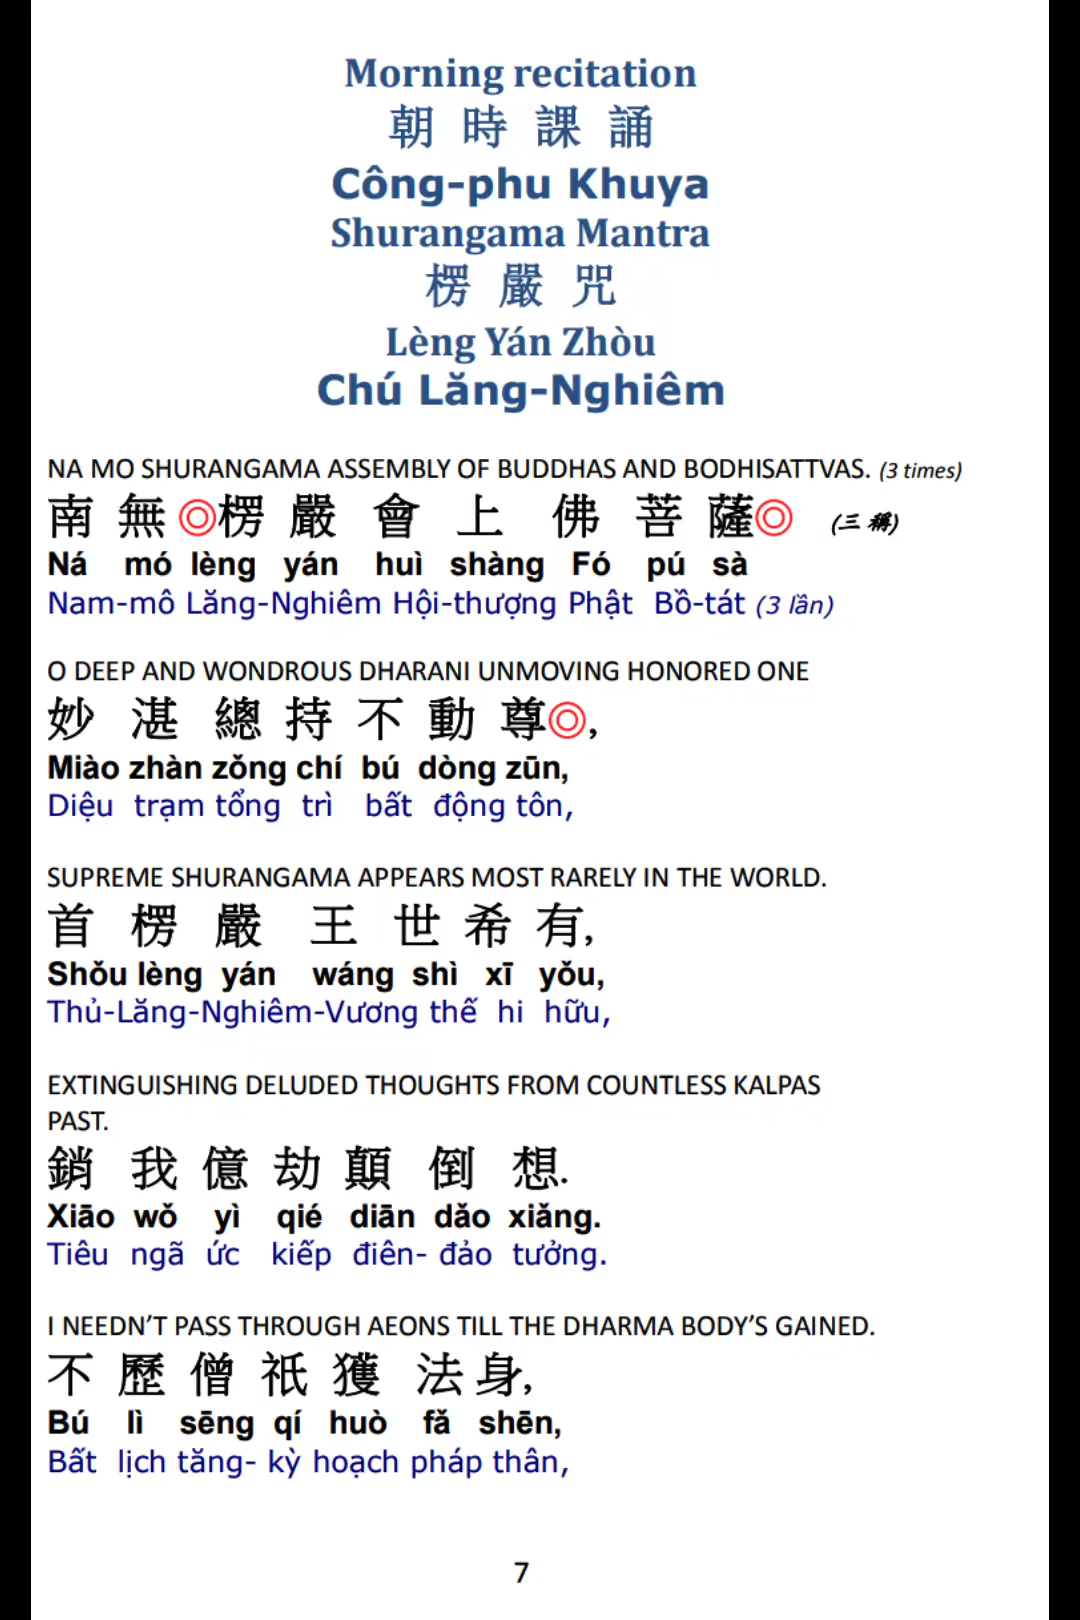 Morning recitation
朝 時 課 誦
Công-phu Khuya
Shurangama Mantra
楞 嚴 咒
Lèng Yán Zhòu
Chú Lăng-Nghiêm
NA MO SHURANGAMA ASSEMBLY OF BUDDHAS AND BODHISATTVAS. (3 times)
南 無 ◎楞 嚴 會 上 佛 菩 薩◎ (三 稱)
Ná mó lèng yán huì shàng Fó pú sà
Nam-mô Lăng-Nghiêm Hội-thượng Phật Bồ-tát (3 lần)
O DEEP AND WONDROUS DHARANI UNMOVING HONORED ONE
妙 湛 總 持 不 動 尊◎,
Miào zhàn zǒng chí bú dòng zūn,
Diệu trạm tổng trì bất động tôn,
SUPREME SHURANGAMA APPEARS MOST RARELY IN THE WORLD.
首 楞 嚴 王 世 希 有,
Shǒu lèng yán wáng shì xī yǒu,
Thủ-Lăng-Nghiêm-Vương thế hi hữu,
EXTINGUISHING DELUDED THOUGHTS FROM COUNTLESS KALPAS
PAST.
銷 我 億 劫 顛 倒 想.
Xiāo wǒ yì qié diān dǎo xiǎng.
Tiêu ngã ức kiếp điên- đảo tưởng.
I NEEDN'T PASS THROUGH AEONS TILL THE DHARMA BODY'S GAINED.
不 歷 僧 祇 獲 法 身,
Bú lì sēng qí huò fǎ shēn,
Bất lịch tăng- kỳ hoạch pháp thân,
7